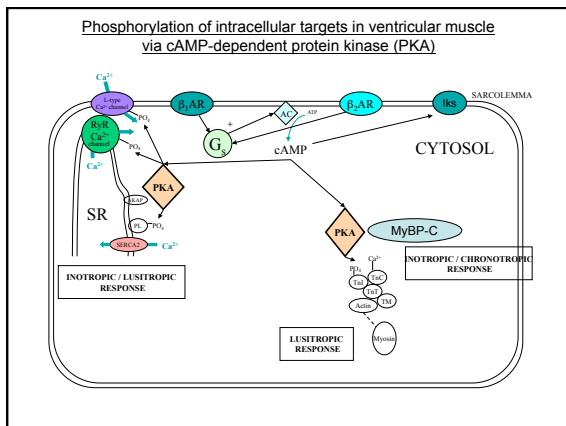 Phosphorylation of intracellular targets in ventricular muscle
via cAMP-dependent protein kinase (PKA)
Ca²⁺
L-type
Ca²⁺ channel
β₁AR
+
AC
ATP
β₂AR
Iks
SARCOLEMMA
PO₄
RyR
Ca²⁺
channel
PO₄
Gₛ
cAMP
CYTOSOL
Ca²⁺
PKA
AKAP
SR
PL
PO₄
SERCA2
Ca²⁺
PKA
MyBP-C
INOTROPIC / LUSITROPIC
RESPONSE
INOTROPIC / CHRONOTROPIC
RESPONSE
PO₄
Ca²⁺
TnI
TnC
TnT
TM
Actin
Myosin
LUSITROPIC
RESPONSE